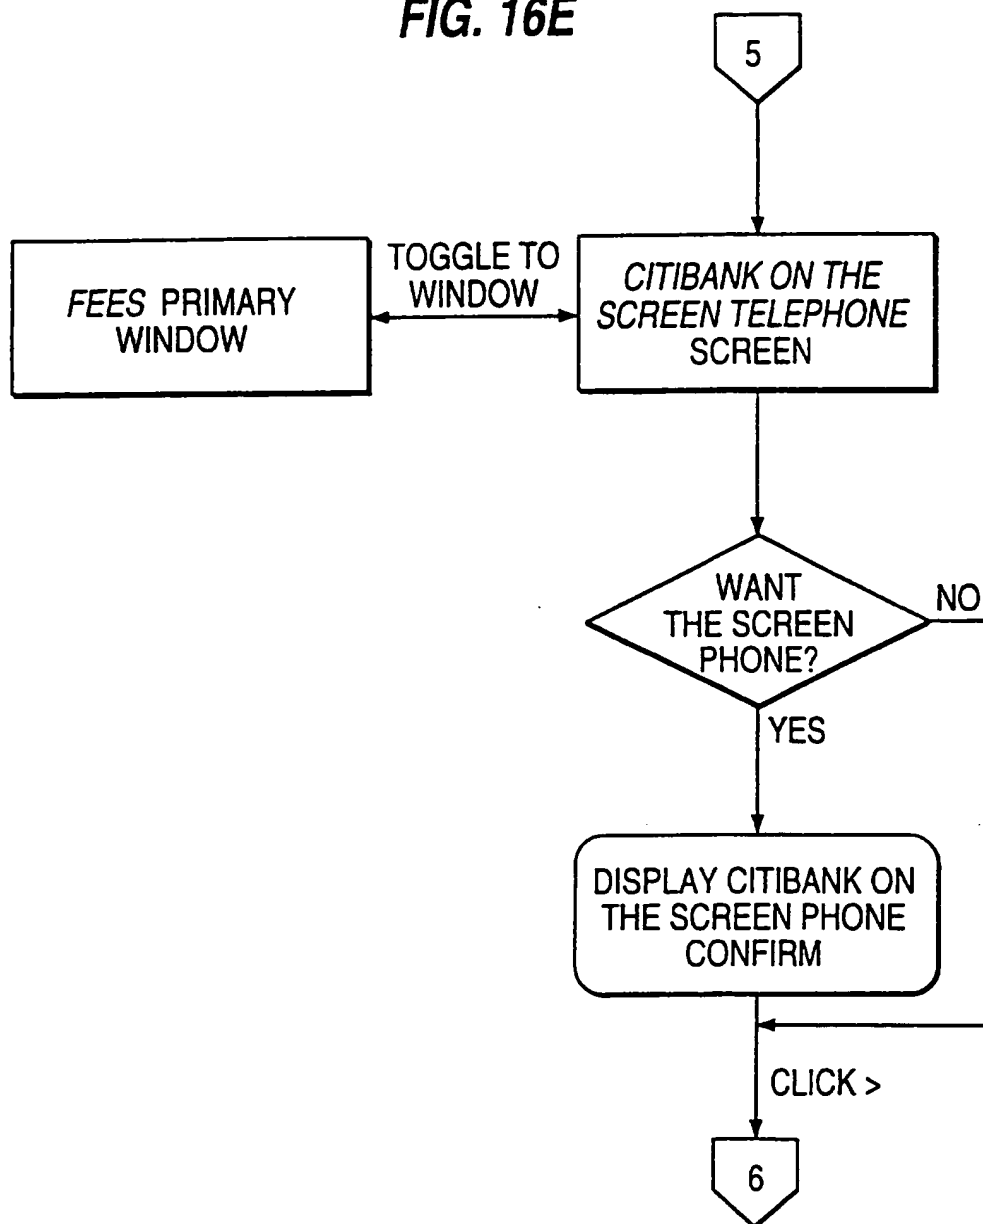 FIG. 16E
5
TOGGLE TO
WINDOW
FEES PRIMARY
WINDOW
CITIBANK ON THE
SCREEN TELEPHONE
SCREEN
WANT
THE SCREEN
PHONE?
NO
YES
DISPLAY CITIBANK ON
THE SCREEN PHONE
CONFIRM
CLICK >
6